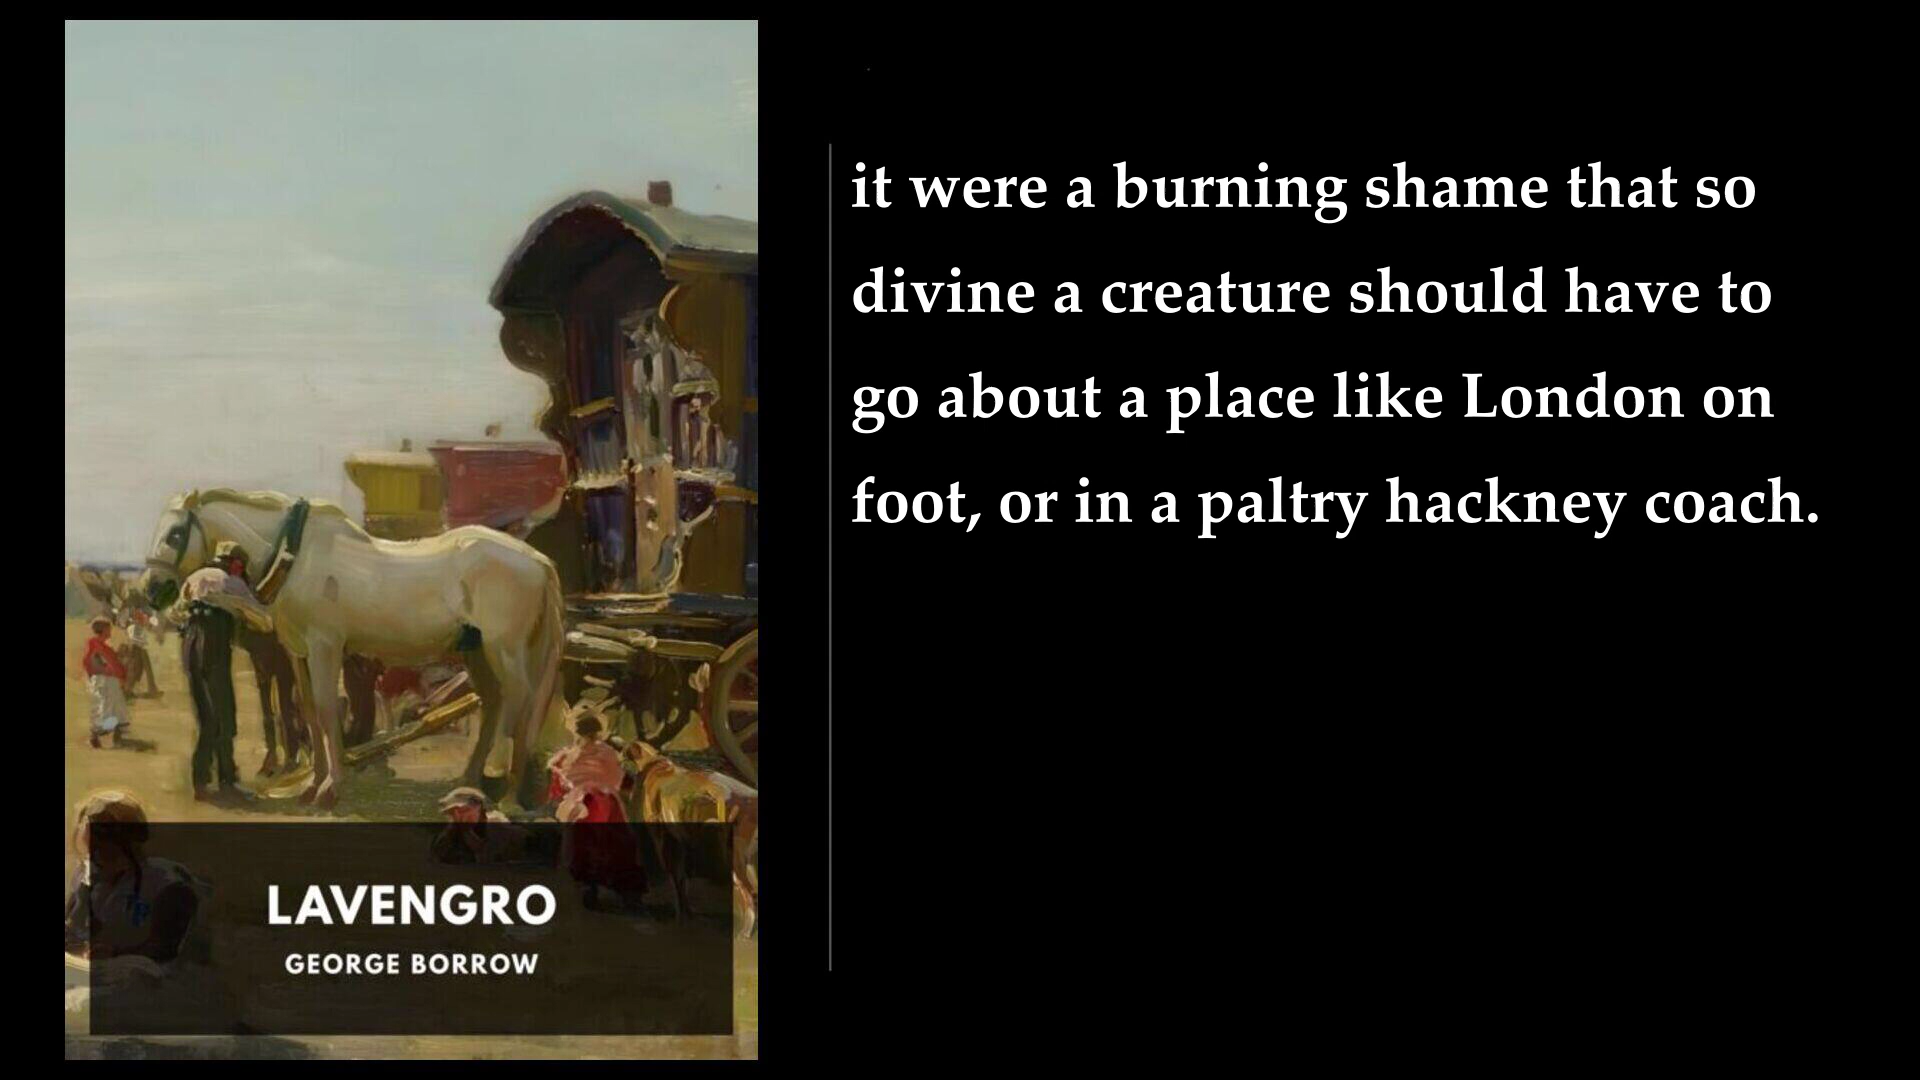 it were a burning shame that so
divine a creature should have to
go about a place like London on
foot, or in a paltry hackney coach.
LAVENGRO
GEORGE BORROW